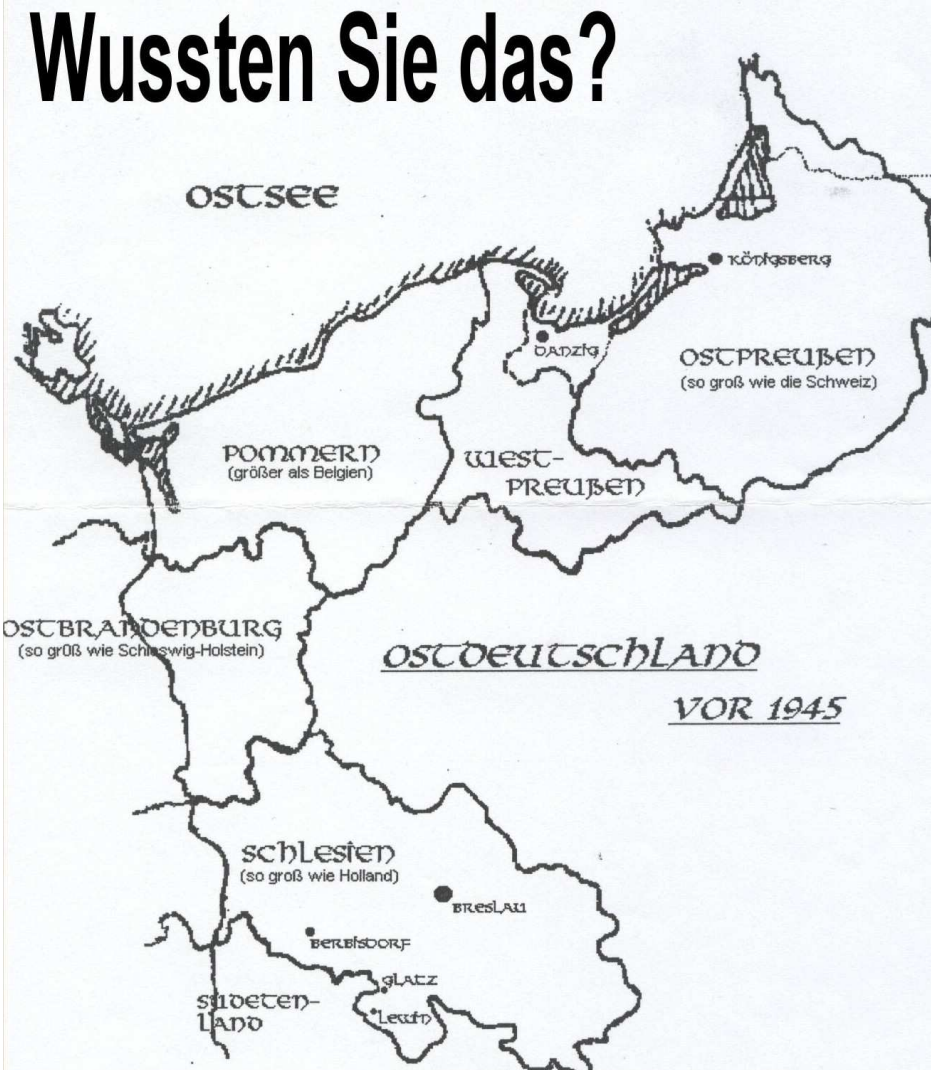 Wussten Sie das?
OSTSEE
KÖNIGSBERG
DANZIG
OSTPREUßEN
(so groß wie die Schweiz)
POMMERN
(größer als Belgien)
WEST-
PREUßEN
OSTBRANDENBURG
(so grOß wie Schleswig-Holstein)
OSTDEUTSCHLAND
VOR 1945
SCHLESIEN
(so groß wie Holland)
BRESLAU
BERBISDORF
GLATZ
LEWIN
SUDETEN-
LAND